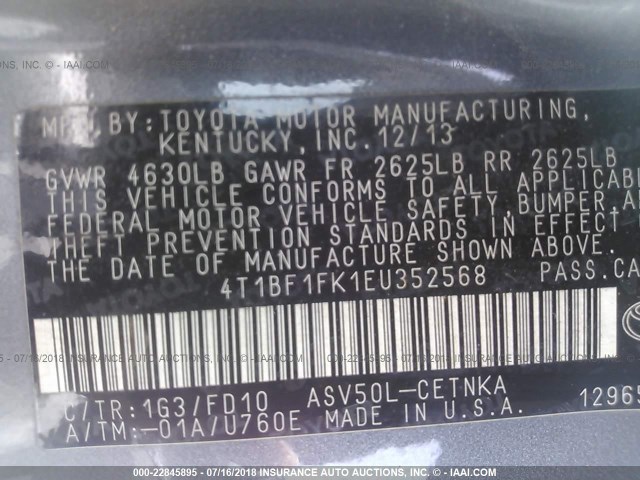 MFD. BY: TOYOTA MOTOR MANUFACTURING,
KENTUCKY, INC. 12/13
GVWR 4630LB GAWR FR 2625LB RR 2625LB
THIS VEHICLE CONFORMS TO ALL APPLICABL
FEDERAL MOTOR VEHICLE SAFETY, BUMPER, AN
THEFT PREVENTION STANDARDS IN EFFECT
THE DATE OF MANUFACTURE SHOWN ABOVE.
4T1BF1FK1EU352568 PASS.CA
C/TR:1G3/FD10 ASV50L-CETNKA
A/TM:-01A/U760E MADE IN U.S.A. 1296
000-22845895 - 07/16/2018 - INSURANCE AUTO AUCTIONS, INC. © - IAAI.COM